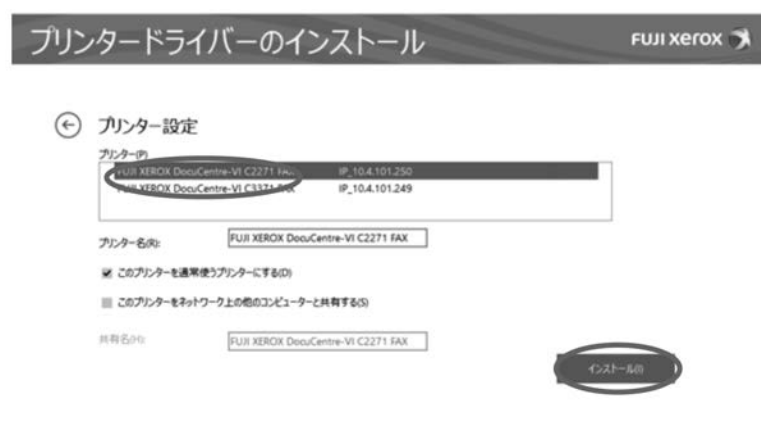 プリンタードライバーのインストール
FUJI xerox
プリンター設定
プリンター(P)
FUJI XEROX DocuCentre-VI C2271 FAX IP_10.4.101.250
FUJI XEROX DocuCentre-VI C3371 FAX IP_10.4.101.249
プリンター名(R): FUJI XEROX DocuCentre-VI C2271 FAX
このプリンターを通常使うプリンターにする(D)
このプリンターをネットワーク上の他のコンピューターと共有する(S)
共有名(H): FUJI XEROX DocuCentre-VI C2271 FAX
インストール(I)